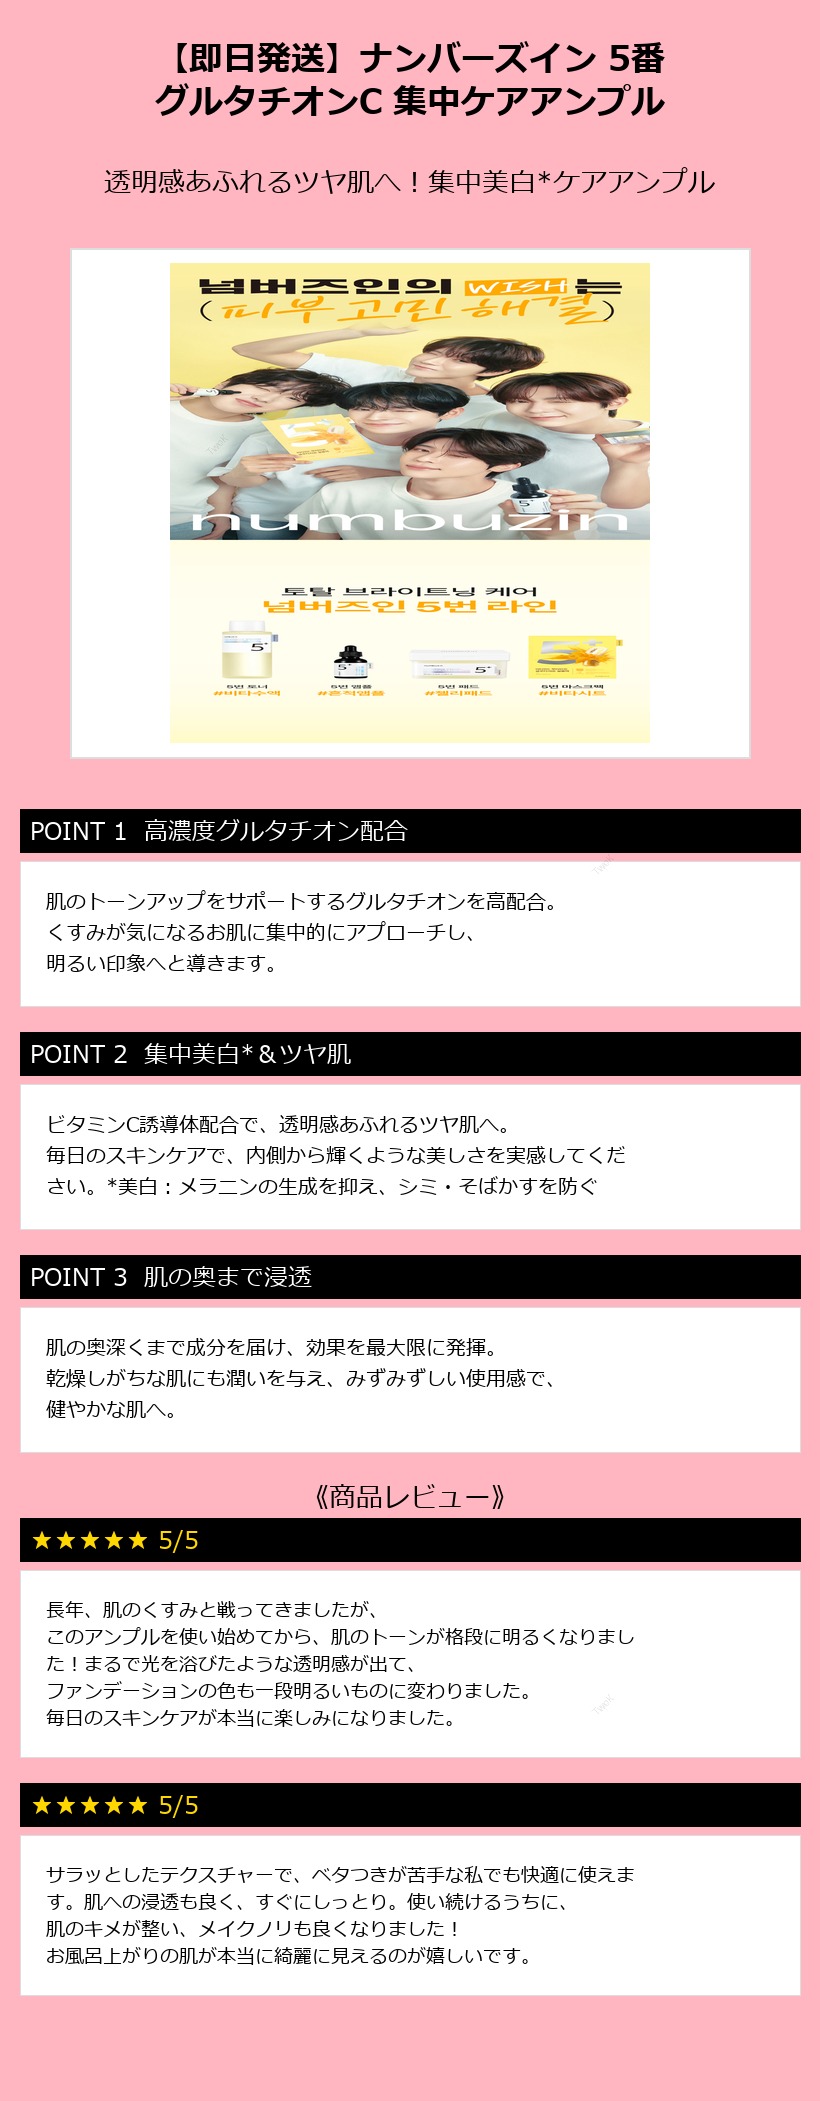 【即日発送】ナンバーズイン 5番
グルタチオンC 集中ケアアンプル
透明感あふれるツヤ肌へ！集中美白*ケアアンプル
넘버즈인의 WISH는
(피부고민 해결)
numbuzin
토탈 브라이트닝 케어
넘버즈인 5번 라인
5번 토너 5번 앰플 5번 패드 5번 마스크팩
#비타수액 #흔적앰플 #젤리패드 #비타시트
POINT 1 高濃度グルタチオン配合
肌のトーンアップをサポートするグルタチオンを高配合。
くすみが気になるお肌に集中的にアプローチし、
明るい印象へと導きます。
POINT 2 集中美白*＆ツヤ肌
ビタミンC誘導体配合で、透明感あふれるツヤ肌へ。
毎日のスキンケアで、内側から輝くような美しさを実感してくだ
さい。*美白：メラニンの生成を抑え、シミ・そばかすを防ぐ
POINT 3 肌の奥まで浸透
肌の奥深くまで成分を届け、効果を最大限に発揮。
乾燥しがちな肌にも潤いを与え、みずみずしい使用感で、
健やかな肌へ。
《商品レビュー》
★★★★★ 5/5
長年、肌のくすみと戦ってきましたが、
このアンプルを使い始めてから、肌のトーンが格段に明るくなりまし
た！まるで光を浴びたような透明感が出て、
ファンデーションの色も一段明るいものに変わりました。
毎日のスキンケアが本当に楽しみになりました。
★★★★★ 5/5
サラッとしたテクスチャーで、ベタつきが苦手な私でも快適に使えま
す。肌への浸透も良く、すぐにしっとり。使い続けるうちに、
肌のキメが整い、メイクノリも良くなりました！
お風呂上がりの肌が本当に綺麗に見えるのが嬉しいです。